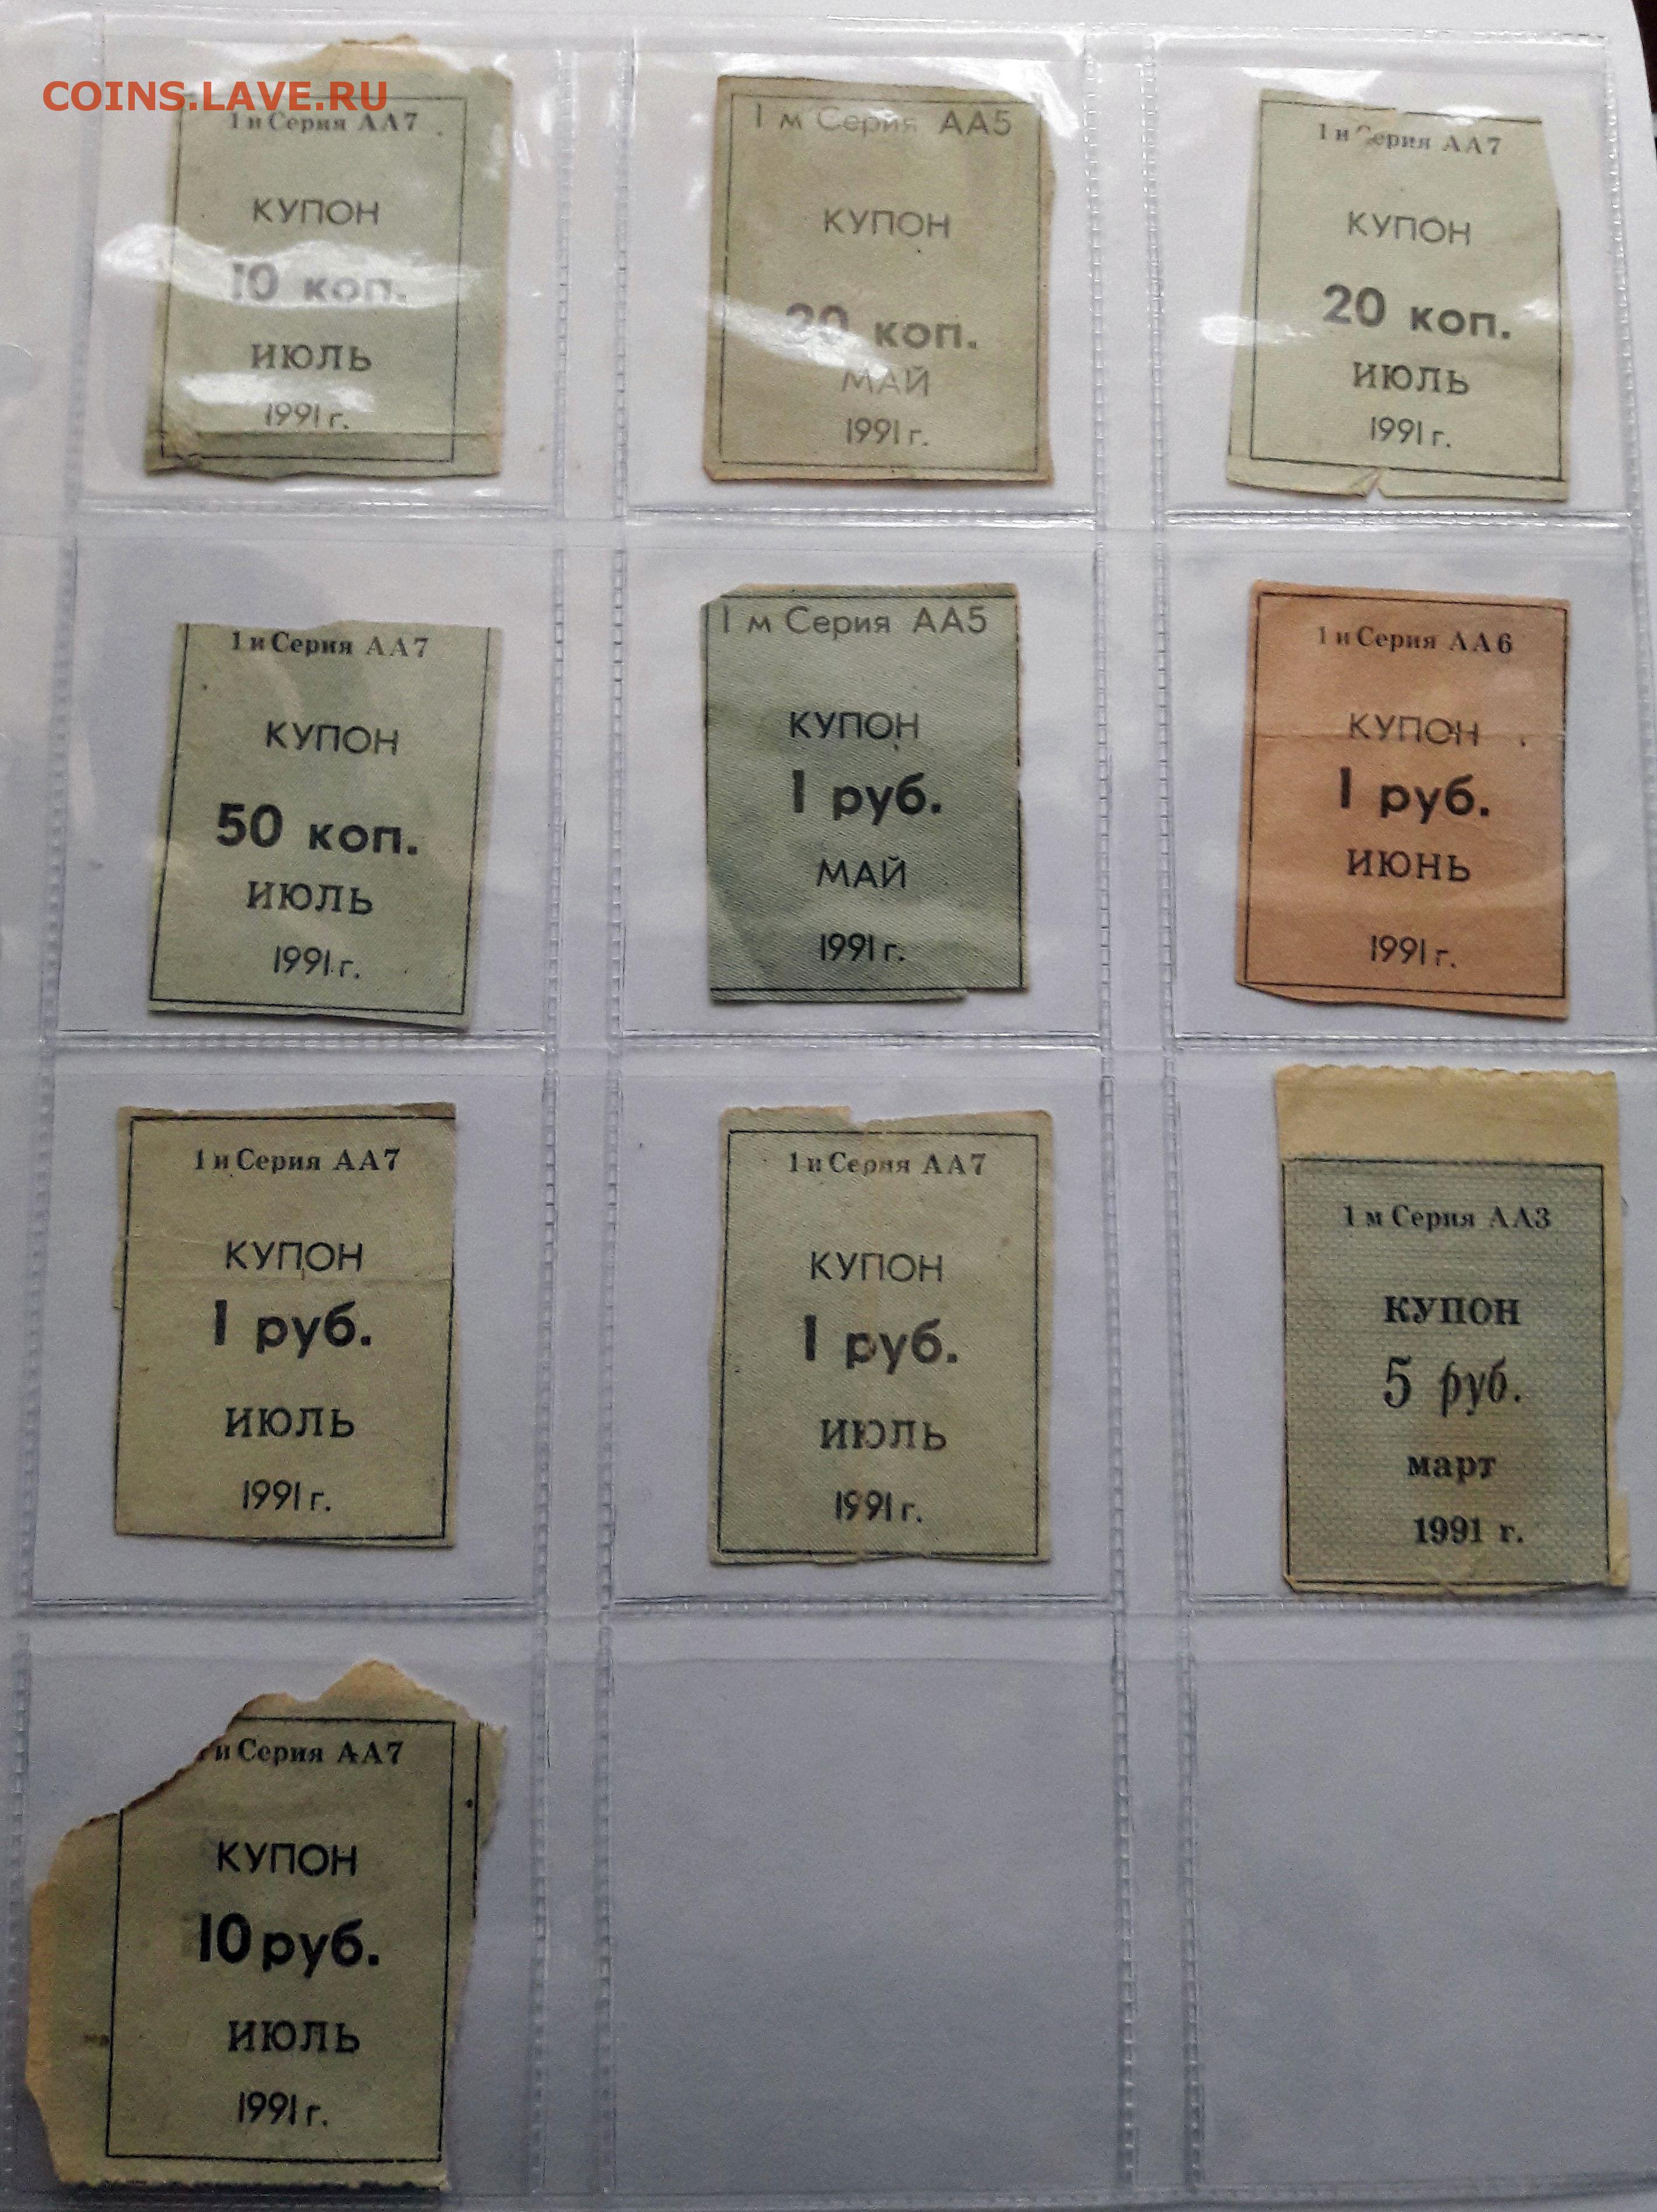 COINS.LAVE.RU
1 н Серия АА7
КУПОН
10 коп.
ИЮЛЬ
1991 г.
1 м Серия АА5
КУПОН
20 коп.
МАЙ
1991 г.
1 н Серия АА7
КУПОН
20 коп.
ИЮЛЬ
1991 г.
1 н Серия АА7
КУПОН
50 коп.
ИЮЛЬ
1991 г.
1 м Серия АА5
КУПОН
1 руб.
МАЙ
1991 г.
1 н Серия АА6
КУПОН
1 руб.
ИЮНЬ
1991 г.
1 н Серия АА7
КУПОН
1 руб.
ИЮЛЬ
1991 г.
1 н Серия АА7
КУПОН
1 руб.
ИЮЛЬ
1991 г.
1 м Серия АА3
КУПОН
5 руб.
март
1991 г.
н Серия АА7
КУПОН
10 руб.
ИЮЛЬ
1991 г.